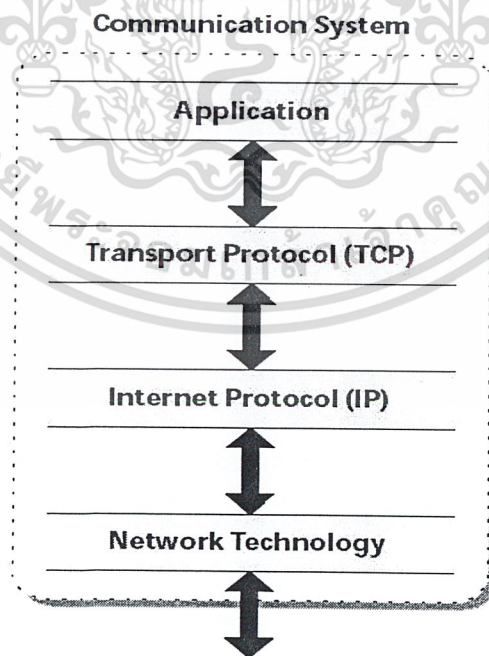 Communication System
Application
Transport Protocol (TCP)
Internet Protocol (IP)
Network Technology